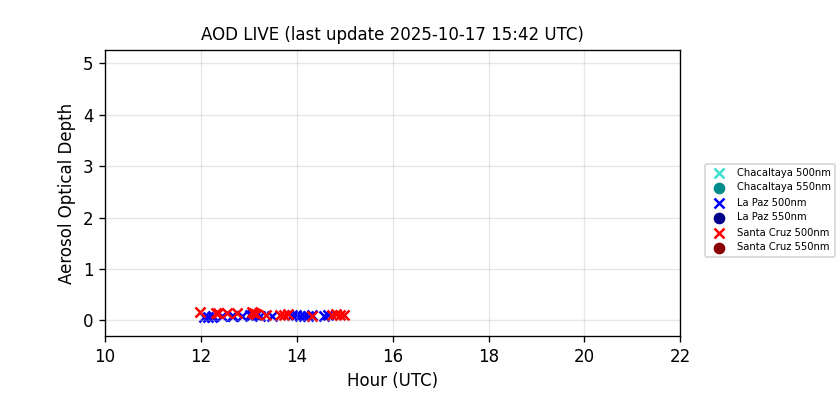 AOD LIVE (last update 2025-10-17 15:42 UTC)
5
4
3
2
1
0
Aerosol Optical Depth
10 12 14 16 18 20 22
Hour (UTC)
Chacaltaya 500nm
Chacaltaya 550nm
La Paz 500nm
La Paz 550nm
Santa Cruz 500nm
Santa Cruz 550nm